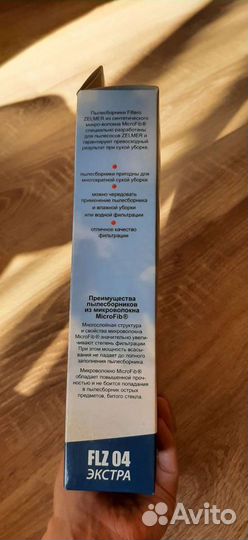 Пылесборники Filtero
ZELMER из синтетического
микро-волокна MicroFib®
специально разработаны
для пылесосов ZELMER и
гарантирует превосходный
результат при сухой уборке.
пылесборники пригодны для
многократной сухой уборки
можно чередовать
применение пылесборника
и влажной уборки
или водной фильтрации
отличное качество
фильтрации
Преимущества
пылесборников
из микроволокна
MicroFib®
Многослойная структура
и свойства микроволокна
MicroFib® значительно увели-
чивают степень фильтрации.
При этом мощность всасы-
вания не падает до полного
заполнения пылесборника.
Микроволокно MicroFib®
обладает повышенной проч-
ностью и не боится попадания
в пылесборник острых
предметов, битого стекла.
FLZ 04
ЭКСТРА
Avito